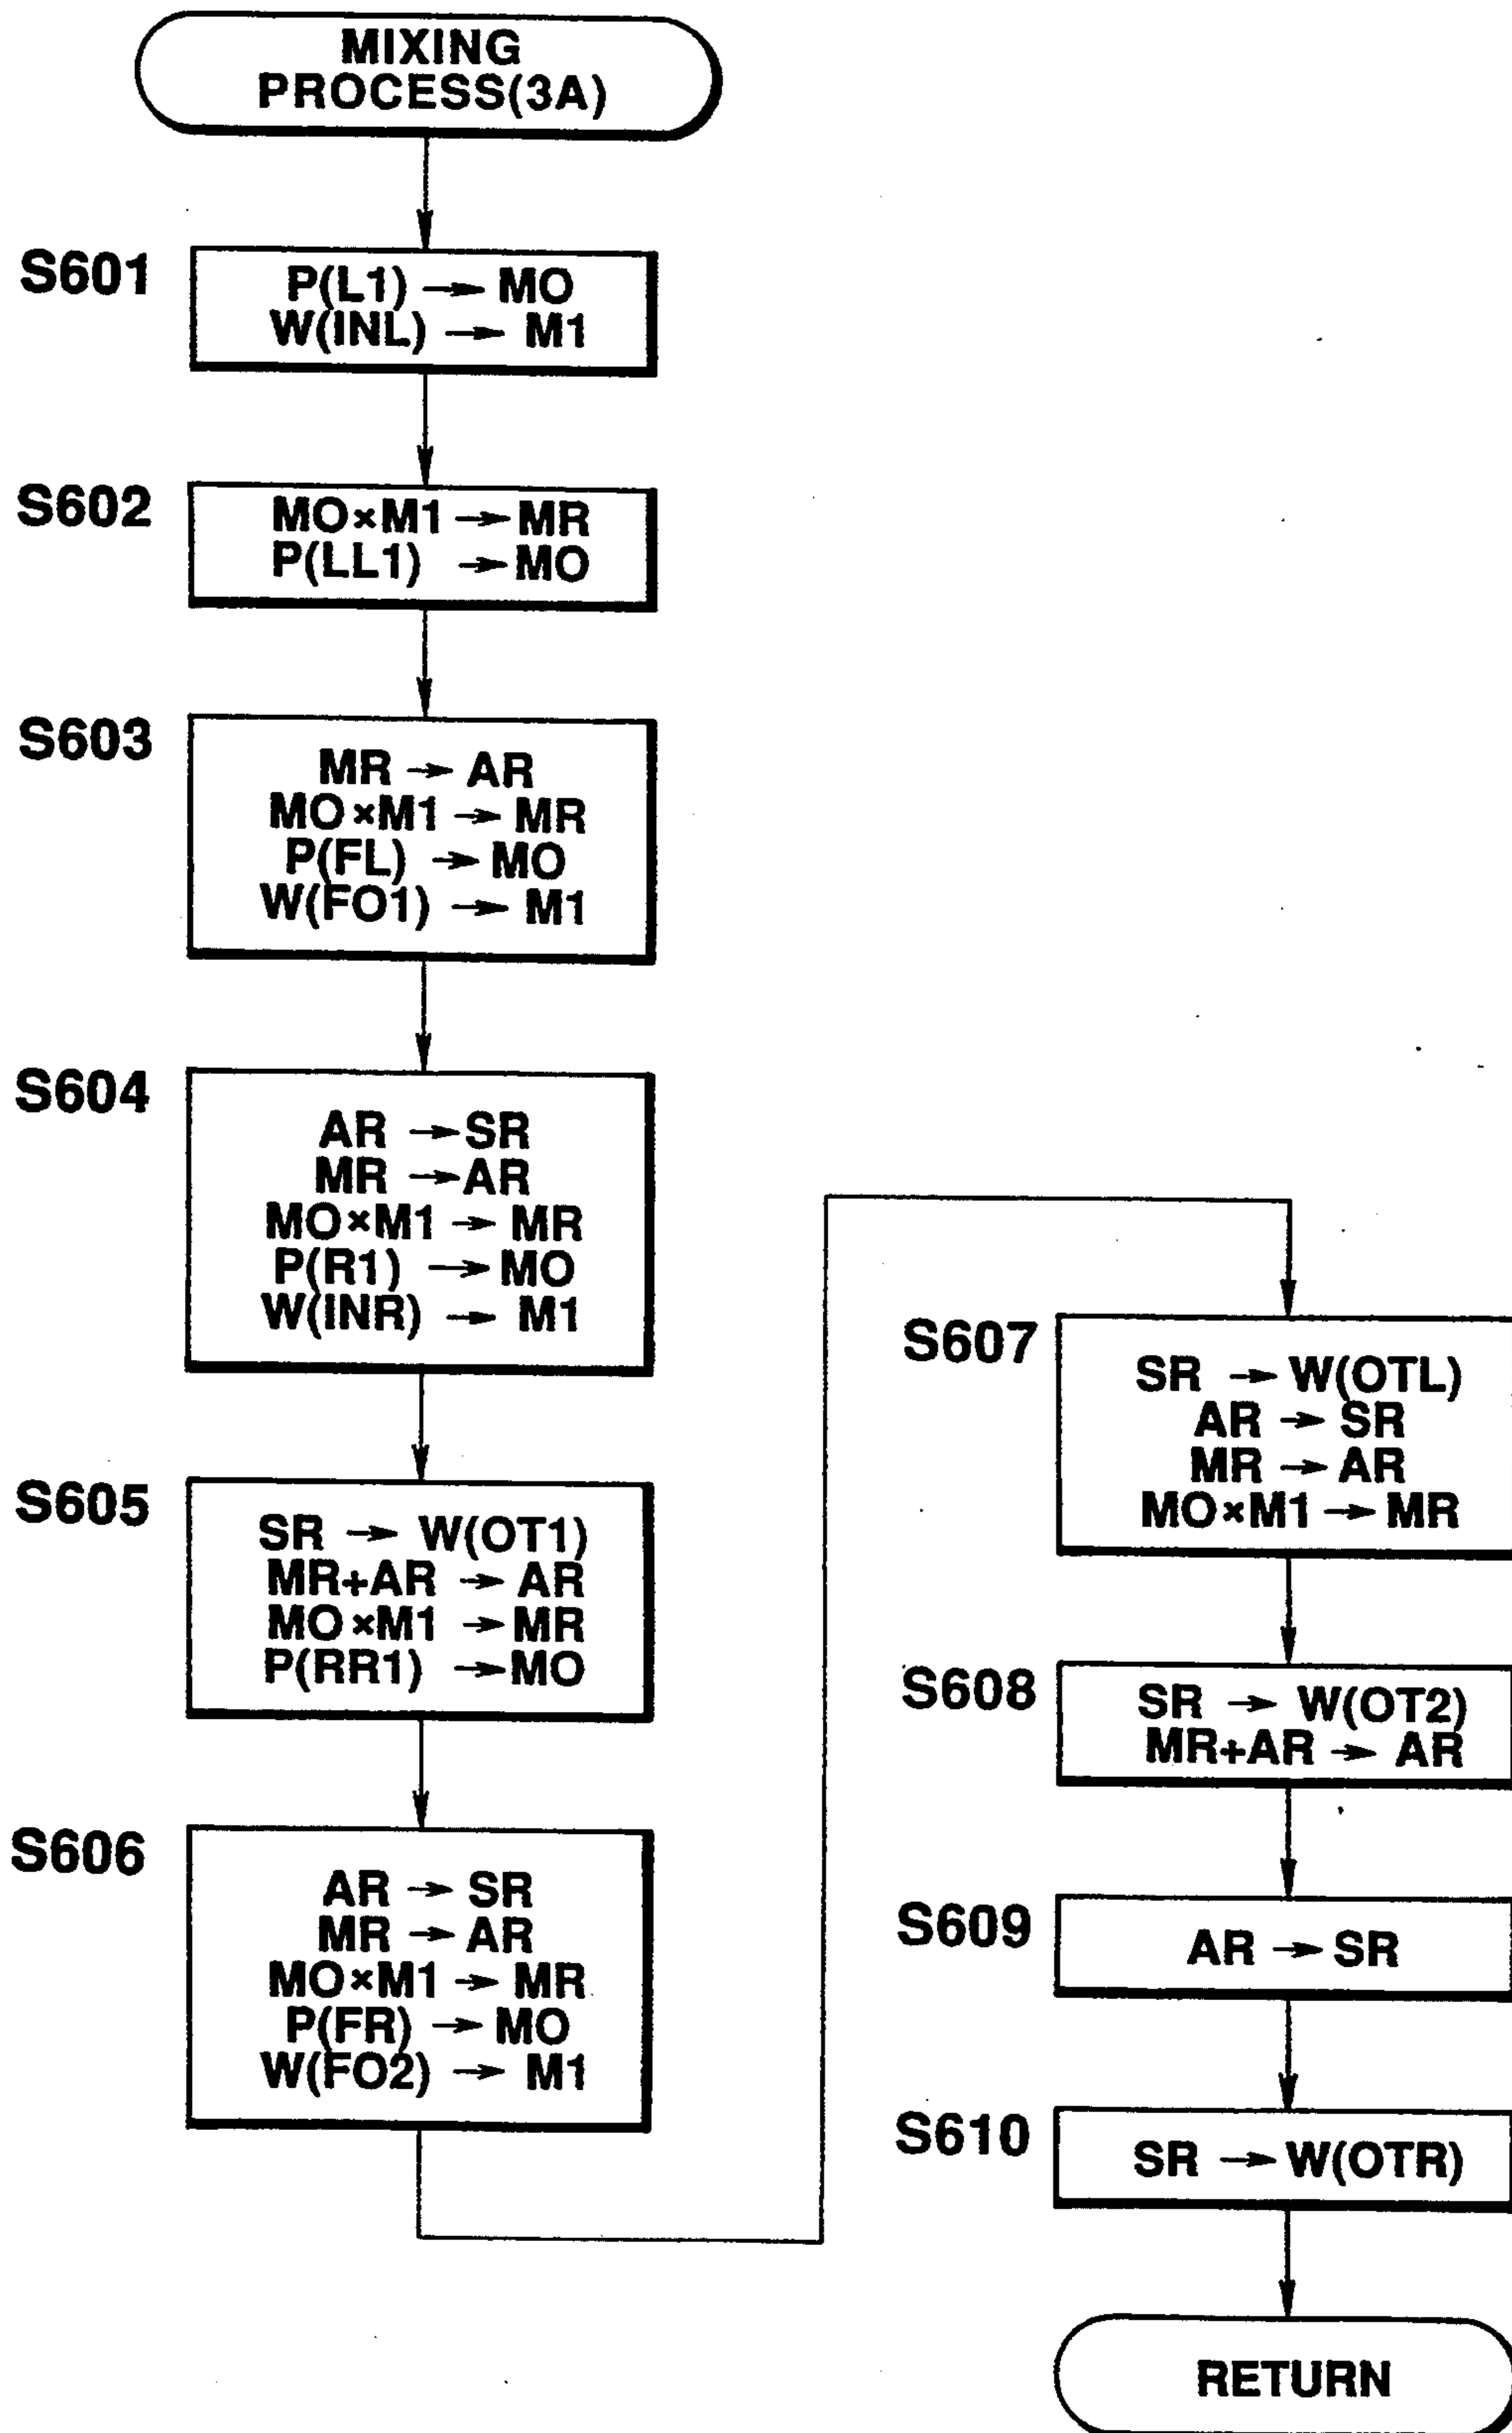 MIXING
PROCESS(3A)
S601
P(L1) → MO
W(INL) → M1
S602
MO×M1 → MR
P(LL1) → MO
S603
MR → AR
MO×M1 → MR
P(FL) → MO
W(FO1) → M1
S604
AR → SR
MR → AR
MO×M1 → MR
P(R1) → MO
W(INR) → M1
S605
SR → W(OT1)
MR+AR → AR
MO×M1 → MR
P(RR1) → MO
S606
AR → SR
MR → AR
MO×M1 → MR
P(FR) → MO
W(FO2) → M1
S607
SR → W(OTL)
AR → SR
MR → AR
MO×M1 → MR
S608
SR → W(OT2)
MR+AR → AR
S609
AR → SR
S610
SR → W(OTR)
RETURN